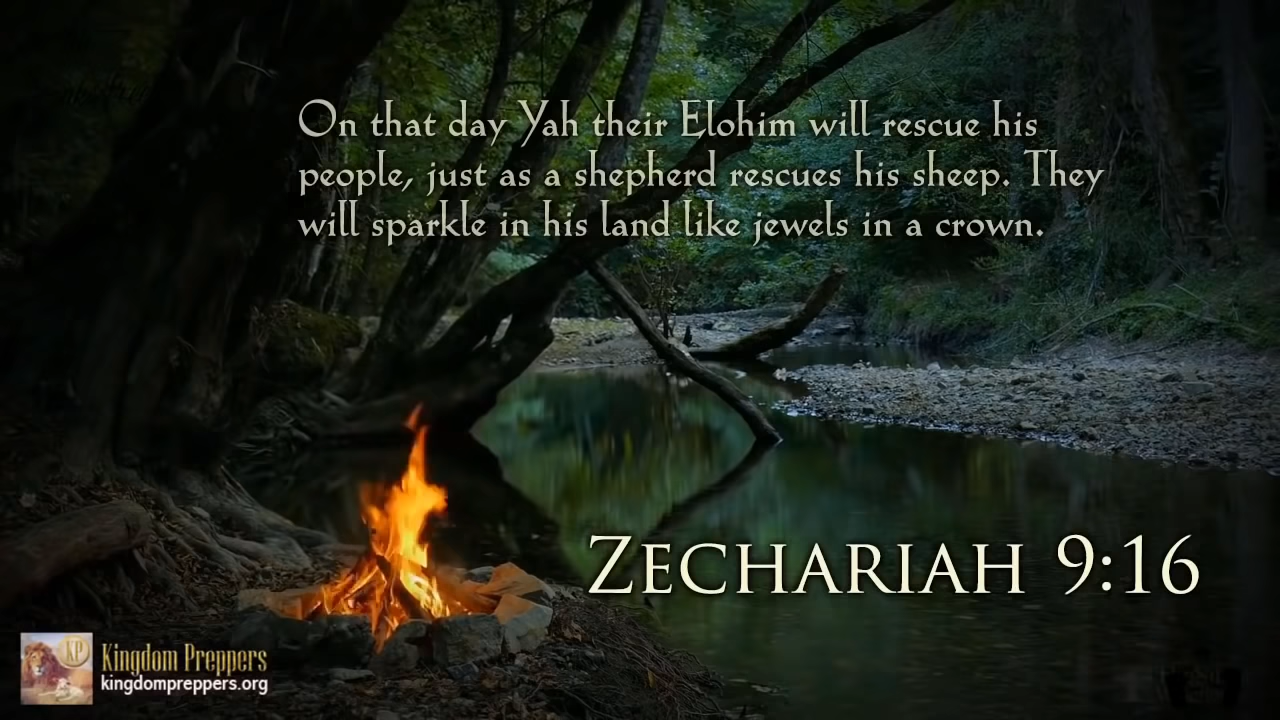 On that day Yah their Elohim will rescue his
people, just as a shepherd rescues his sheep. They
will sparkle in his land like jewels in a crown.
Zechariah 9:16
KP
Kingdom Preppers
kingdompreppers.org